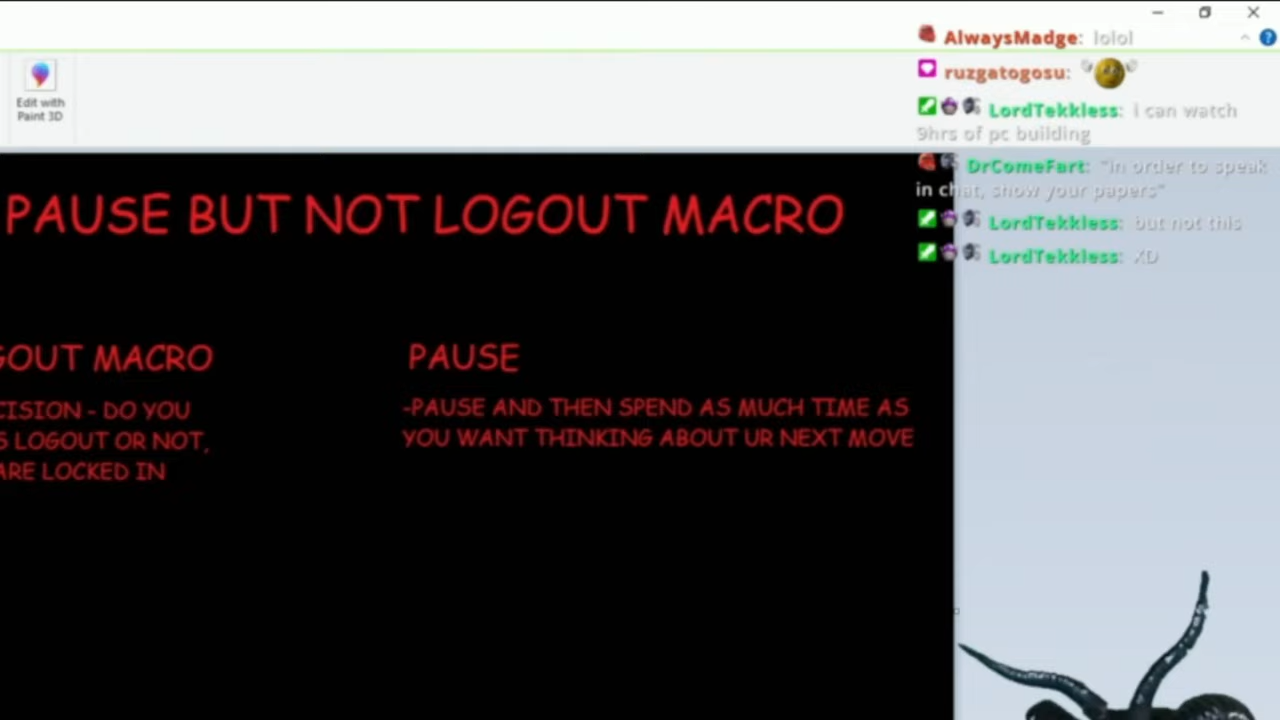 AlwaysMadge: lolol
Edit with
Paint 3D
ruzgatogosu:
LordTekkless: i can watch
9hrs of pc building
DrComeFart: "in order to speak
in chat, show your papers"
LordTekkless: but not this
LordTekkless: XD
PAUSE BUT NOT LOGOUT MACRO
GOUT MACRO
PAUSE
CISION - DO YOU
S LOGOUT OR NOT,
ARE LOCKED IN
-PAUSE AND THEN SPEND AS MUCH TIME AS
YOU WANT THINKING ABOUT UR NEXT MOVE